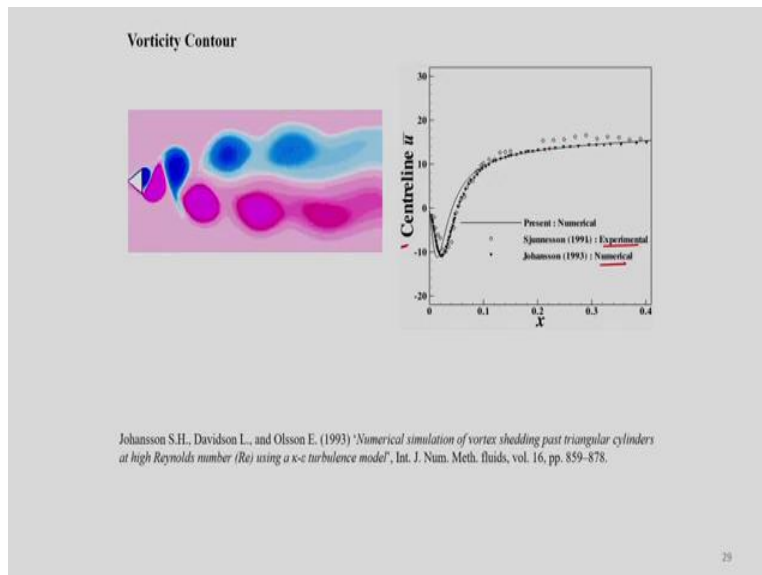 Vorticity Contour
30
20
10
0
-10
-20
Centreline u̅
Present : Numerical
Sjunnesson (1991) : Experimental
Johansson (1993) : Numerical
0 0.1 0.2 0.3 0.4
x
Johansson S.H., Davidson L., and Olsson E. (1993) ‘Numerical simulation of vortex shedding past triangular cylinders
at high Reynolds number (Re) using a κ-ε turbulence model’, Int. J. Num. Meth. fluids, vol. 16, pp. 859–878.
29